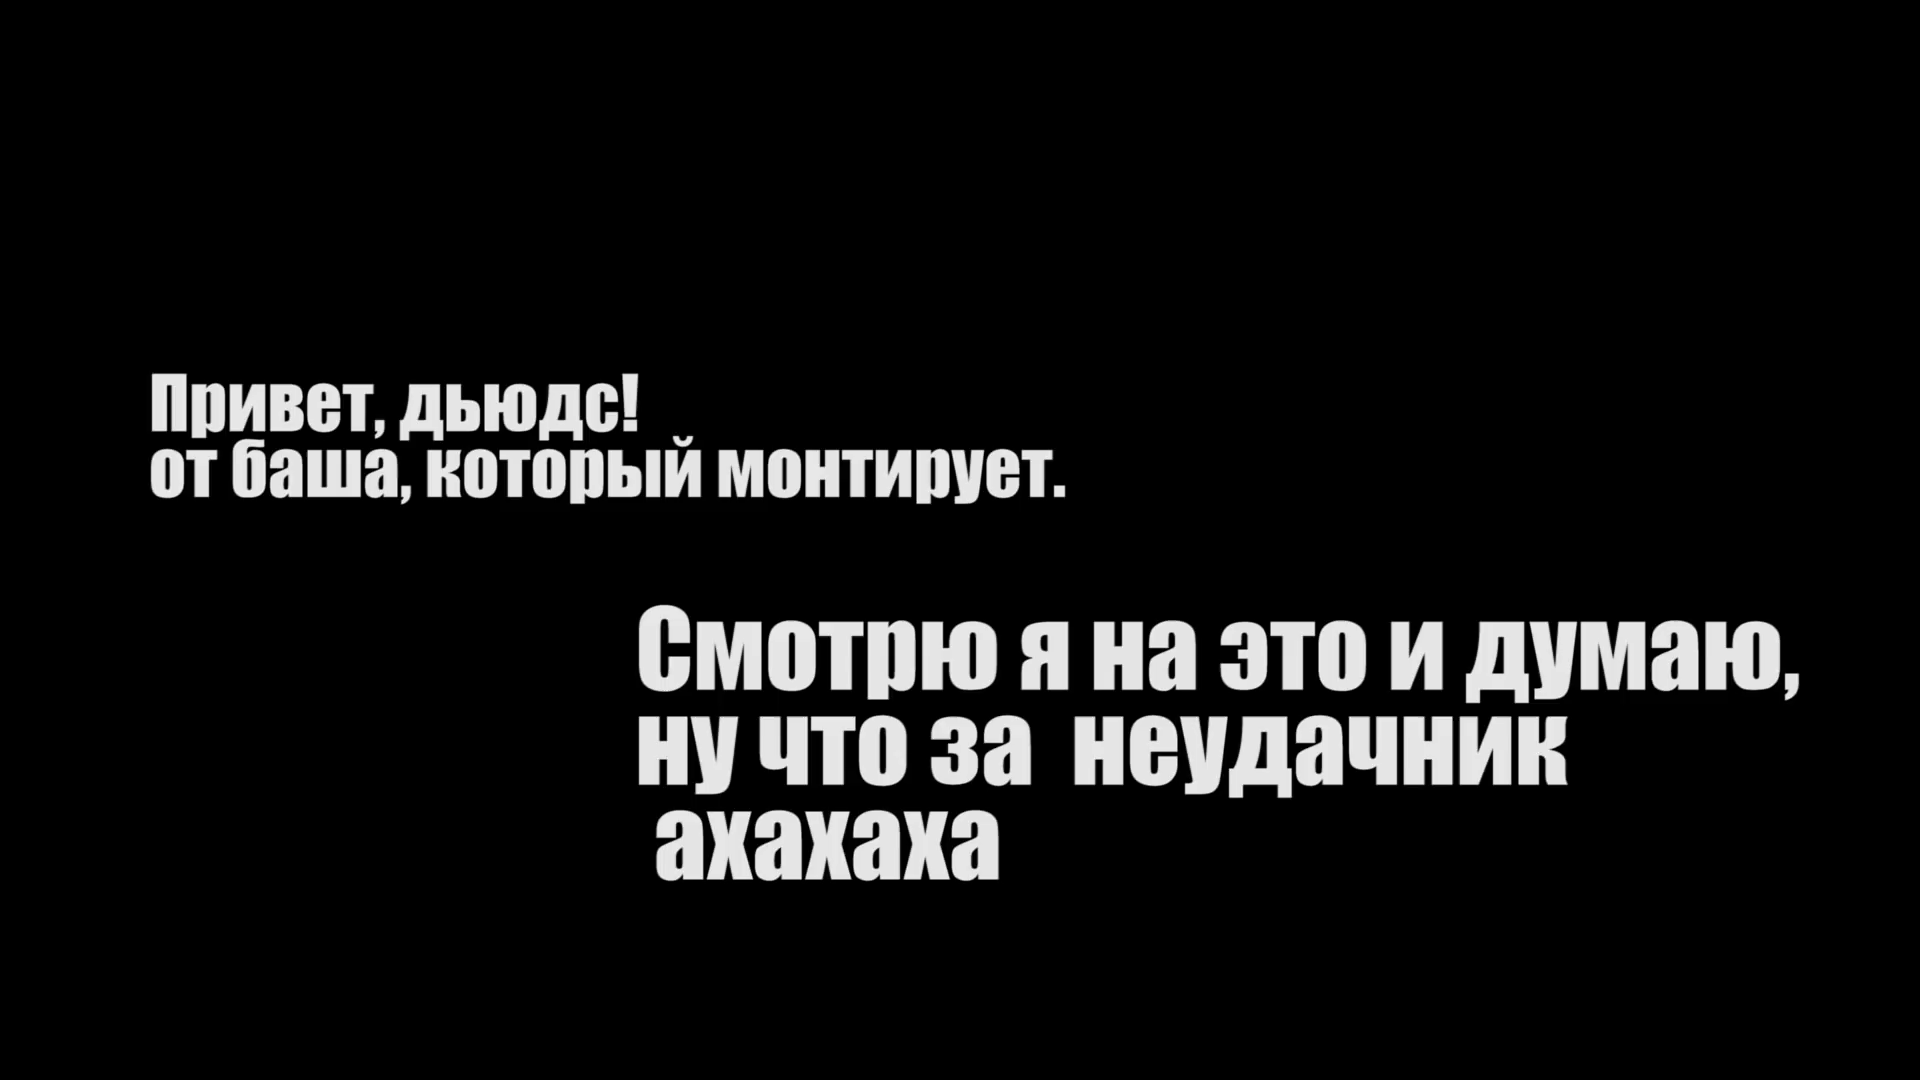 Привет, дьюдс!
от баша, который монтирует.
Смотрю я на это и думаю,
ну что за  неудачник
ахахаха